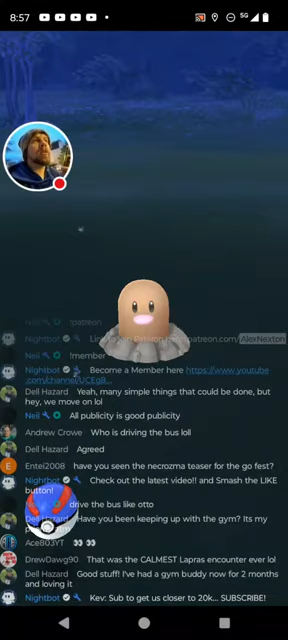 8:57
5G
Neil !patreon
Nightbot Link to my Patreon here patreon.com/AlexNexton
Neil !member
Nightbot Become a Member here https://www.youtube
.com/channel/UCEgB...
Dell Hazard Yeah, many simple things that could be done, but
hey, we move on lol
Neil All publicity is good publicity
Andrew Crowe Who is driving the bus lol
Dell Hazard Agreed
Entei2008 have you seen the necrozma teaser for the go fest?
Nightbot Check out the latest video!! and Smash the LIKE
button!
drive the bus like otto
Dell Hazard Have you been keeping up with the gym? Its my
Ace803YT 👀 👀
DrewDawg90 That was the CALMEST Lapras encounter ever lol
Dell Hazard Good stuff! I've had a gym buddy now for 2 months
and loving it
Nightbot Kev: Sub to get us closer to 20k... SUBSCRIBE!